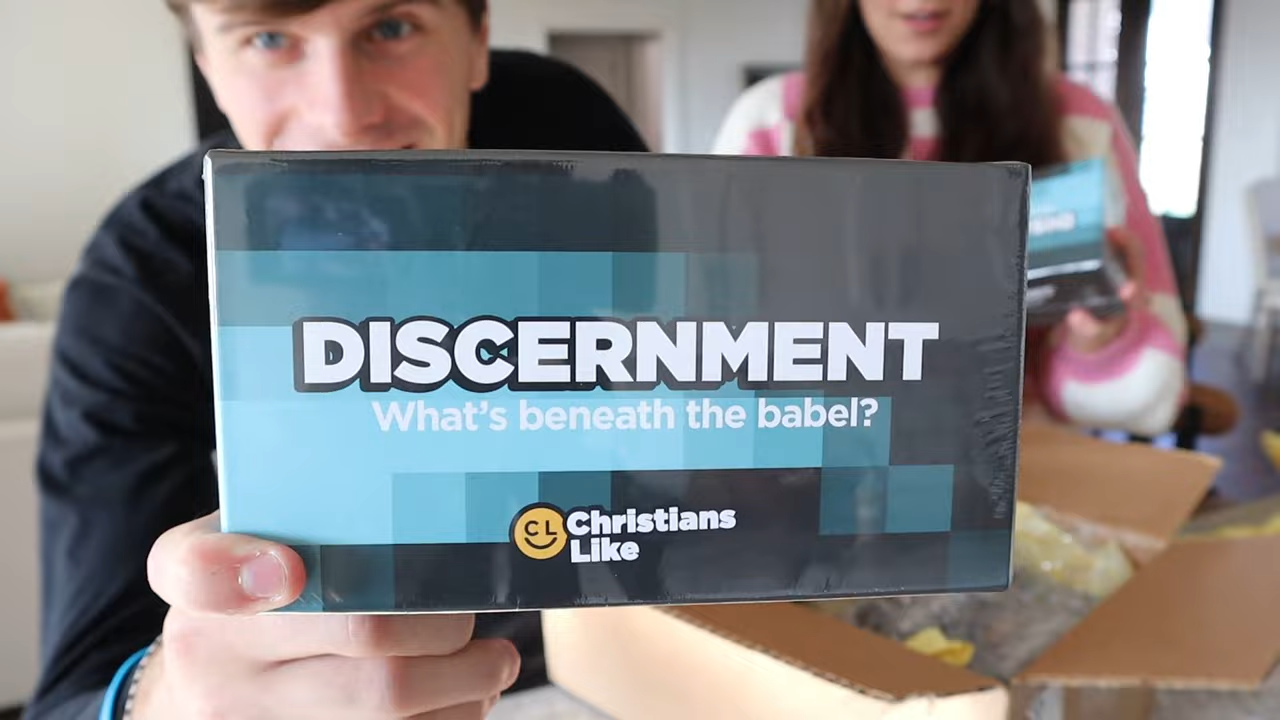 DISCERNMENT
What's beneath the babel?
CL
Christians
Like